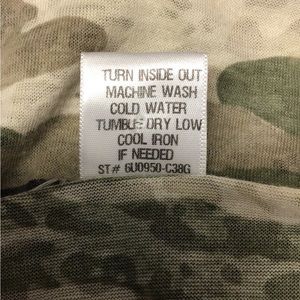 TURN INSIDE OUT
MACHINE WASH
COLD WATER
TUMBLE DRY LOW
COOL IRON
IF NEEDED
ST# 6U0950-C38G